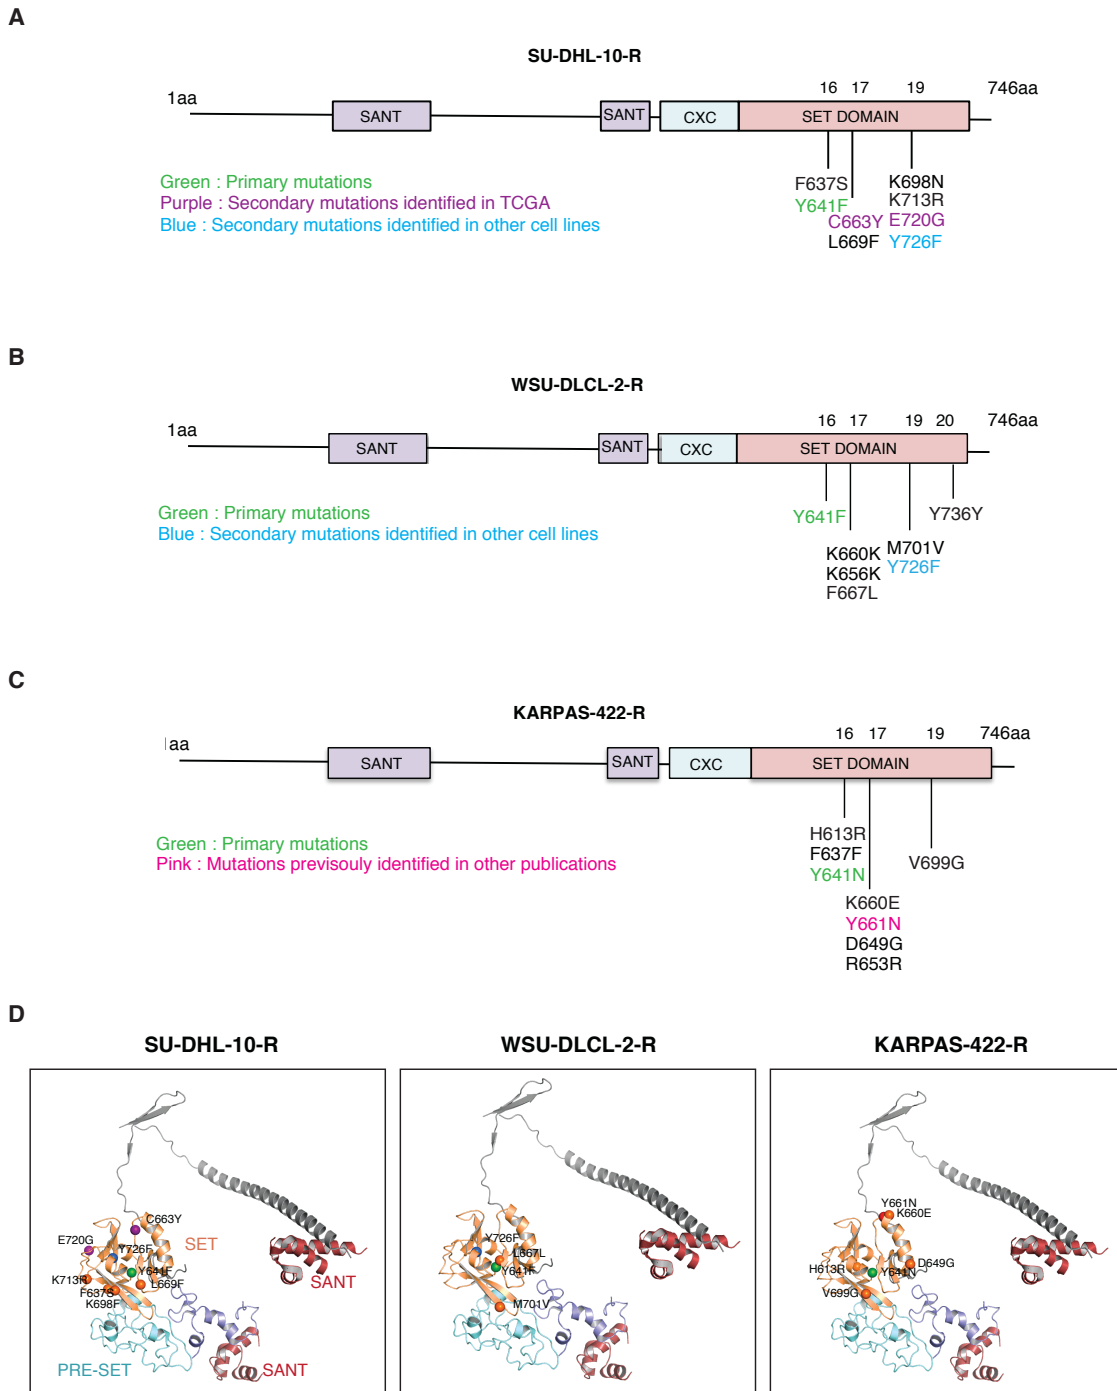 A
SU-DHL-10-R
1aa
16 17 19
746aa
SANT
SANT
CXC
SET DOMAIN
Green : Primary mutations
Purple : Secondary mutations identified in TCGA
Blue : Secondary mutations identified in other cell lines
F637S
Y641F
C663Y
L669F
K698N
K713R
E720G
Y726F
B
WSU-DLCL-2-R
1aa
16 17 19 20
746aa
SANT
SANT
CXC
SET DOMAIN
Green : Primary mutations
Blue : Secondary mutations identified in other cell lines
Y641F
K660K
K656K
F667L
M701V
Y726F
Y736Y
C
KARPAS-422-R
aa
16 17 19
746aa
SANT
SANT
CXC
SET DOMAIN
Green : Primary mutations
Pink : Mutations previsouly identified in other publications
H613R
F637F
Y641N
K660E
Y661N
D649G
R653R
V699G
D
SU-DHL-10-R
C663Y
E720G
Y726F
SET
Y641F
K713R
L669F
F637S
K698F
SANT
PRE-SET
SANT
WSU-DLCL-2-R
Y726F
L667L
Y641F
M701V
KARPAS-422-R
Y661N
K660E
H613R
Y641N
D649G
V699G